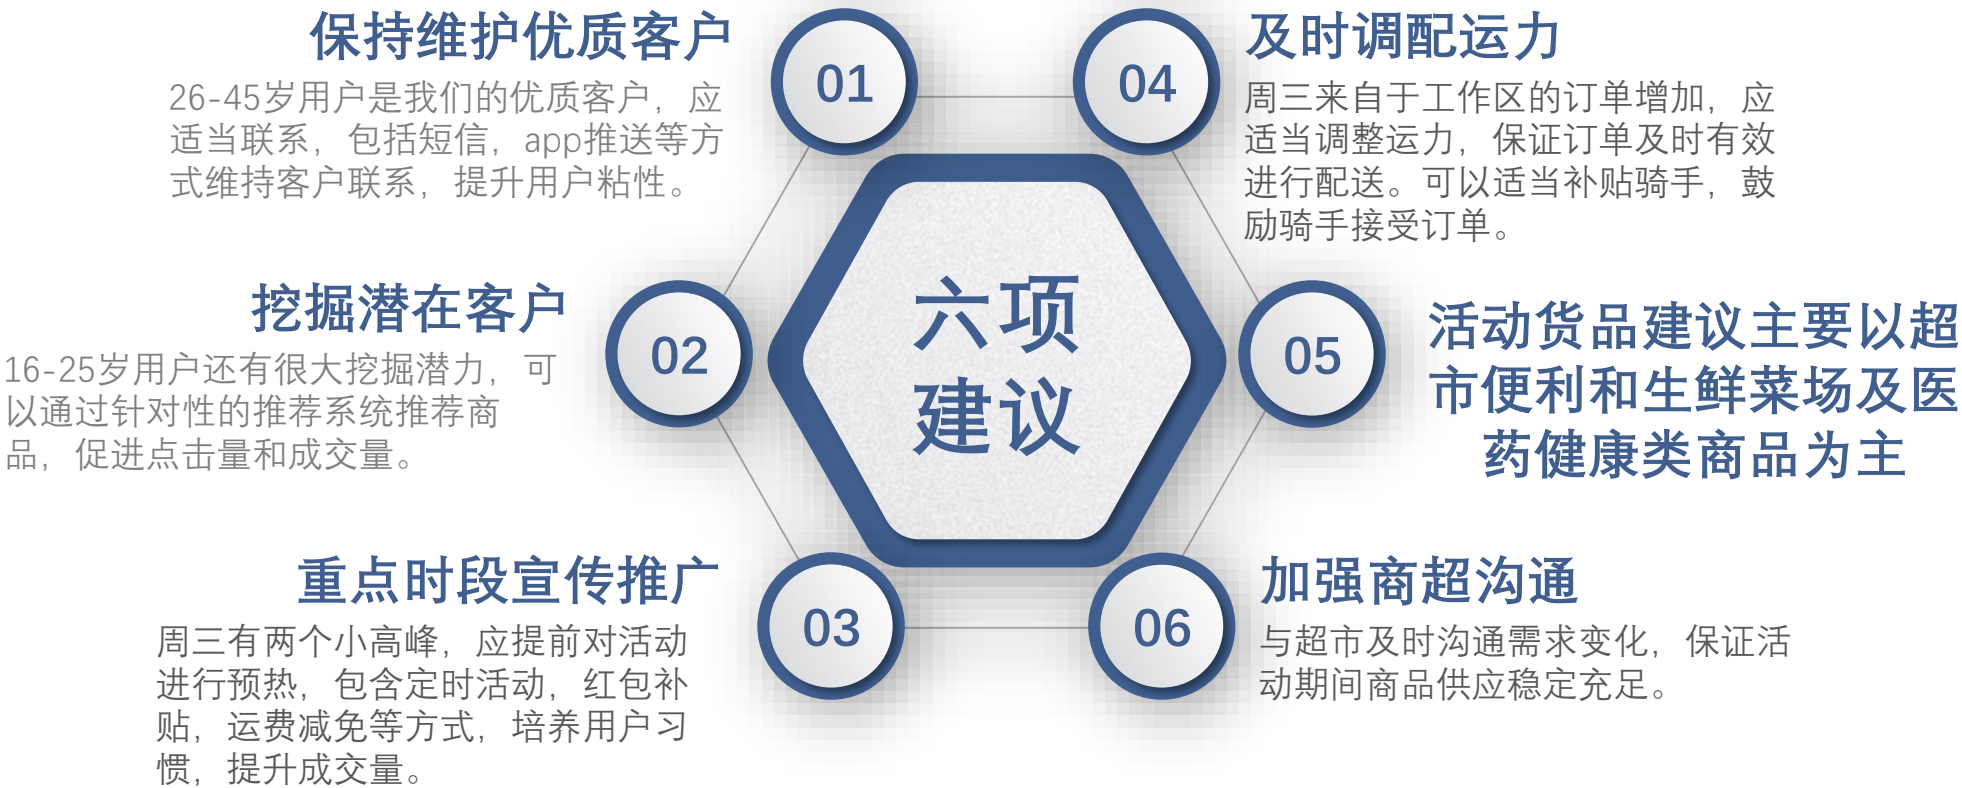 保持维护优质客户
26-45岁用户是我们的优质客户，应
适当联系，包括短信，app推送等方
式维持客户联系，提升用户粘性。
01
挖掘潜在客户
16-25岁用户还有很大挖掘潜力，可
以通过针对性的推荐系统推荐商
品，促进点击量和成交量。
02
重点时段宣传推广
周三有两个小高峰，应提前对活动
进行预热，包含定时活动，红包补
贴，运费减免等方式，培养用户习
惯，提升成交量。
03
六项
建议
04
及时调配运力
周三来自于工作区的订单增加，应
适当调整运力，保证订单及时有效
进行配送。可以适当补贴骑手，鼓
励骑手接受订单。
05
活动货品建议主要以超
市便利和生鲜菜场及医
药健康类商品为主
06
加强商超沟通
与超市及时沟通需求变化，保证活
动期间商品供应稳定充足。